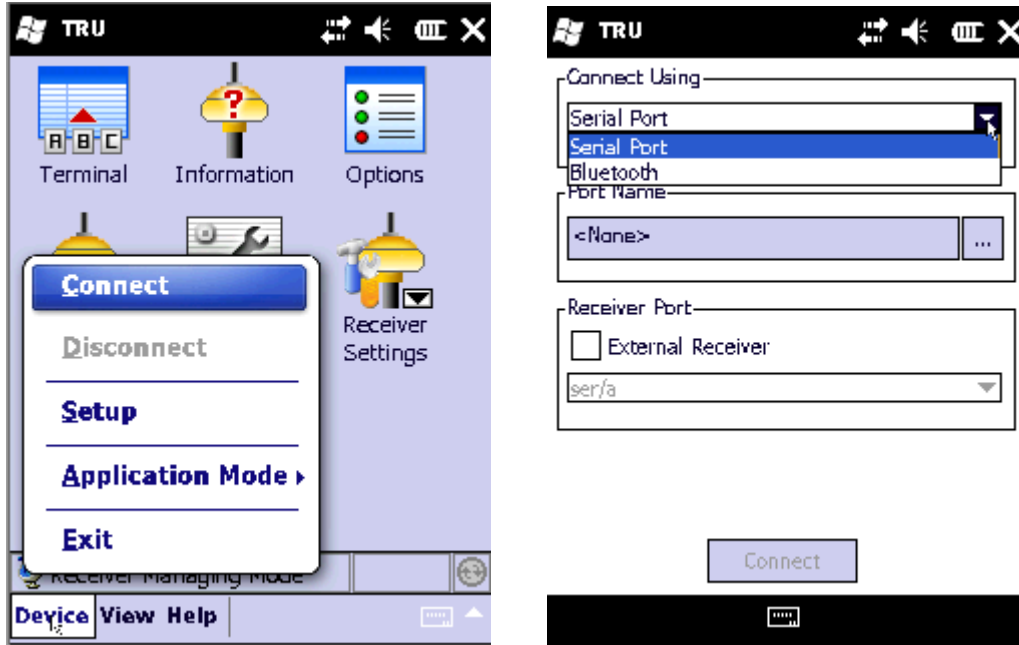 TRU
?
A B C
Terminal Information Options
Receiver
Settings
Connect
Disconnect
Setup
Application Mode
Exit
Receiver Managing Mode
Device View Help
TRU
Connect Using
Serial Port
Serial Port
Bluetooth
Port Name
<None> ...
Receiver Port
External Receiver
ser/a
Connect